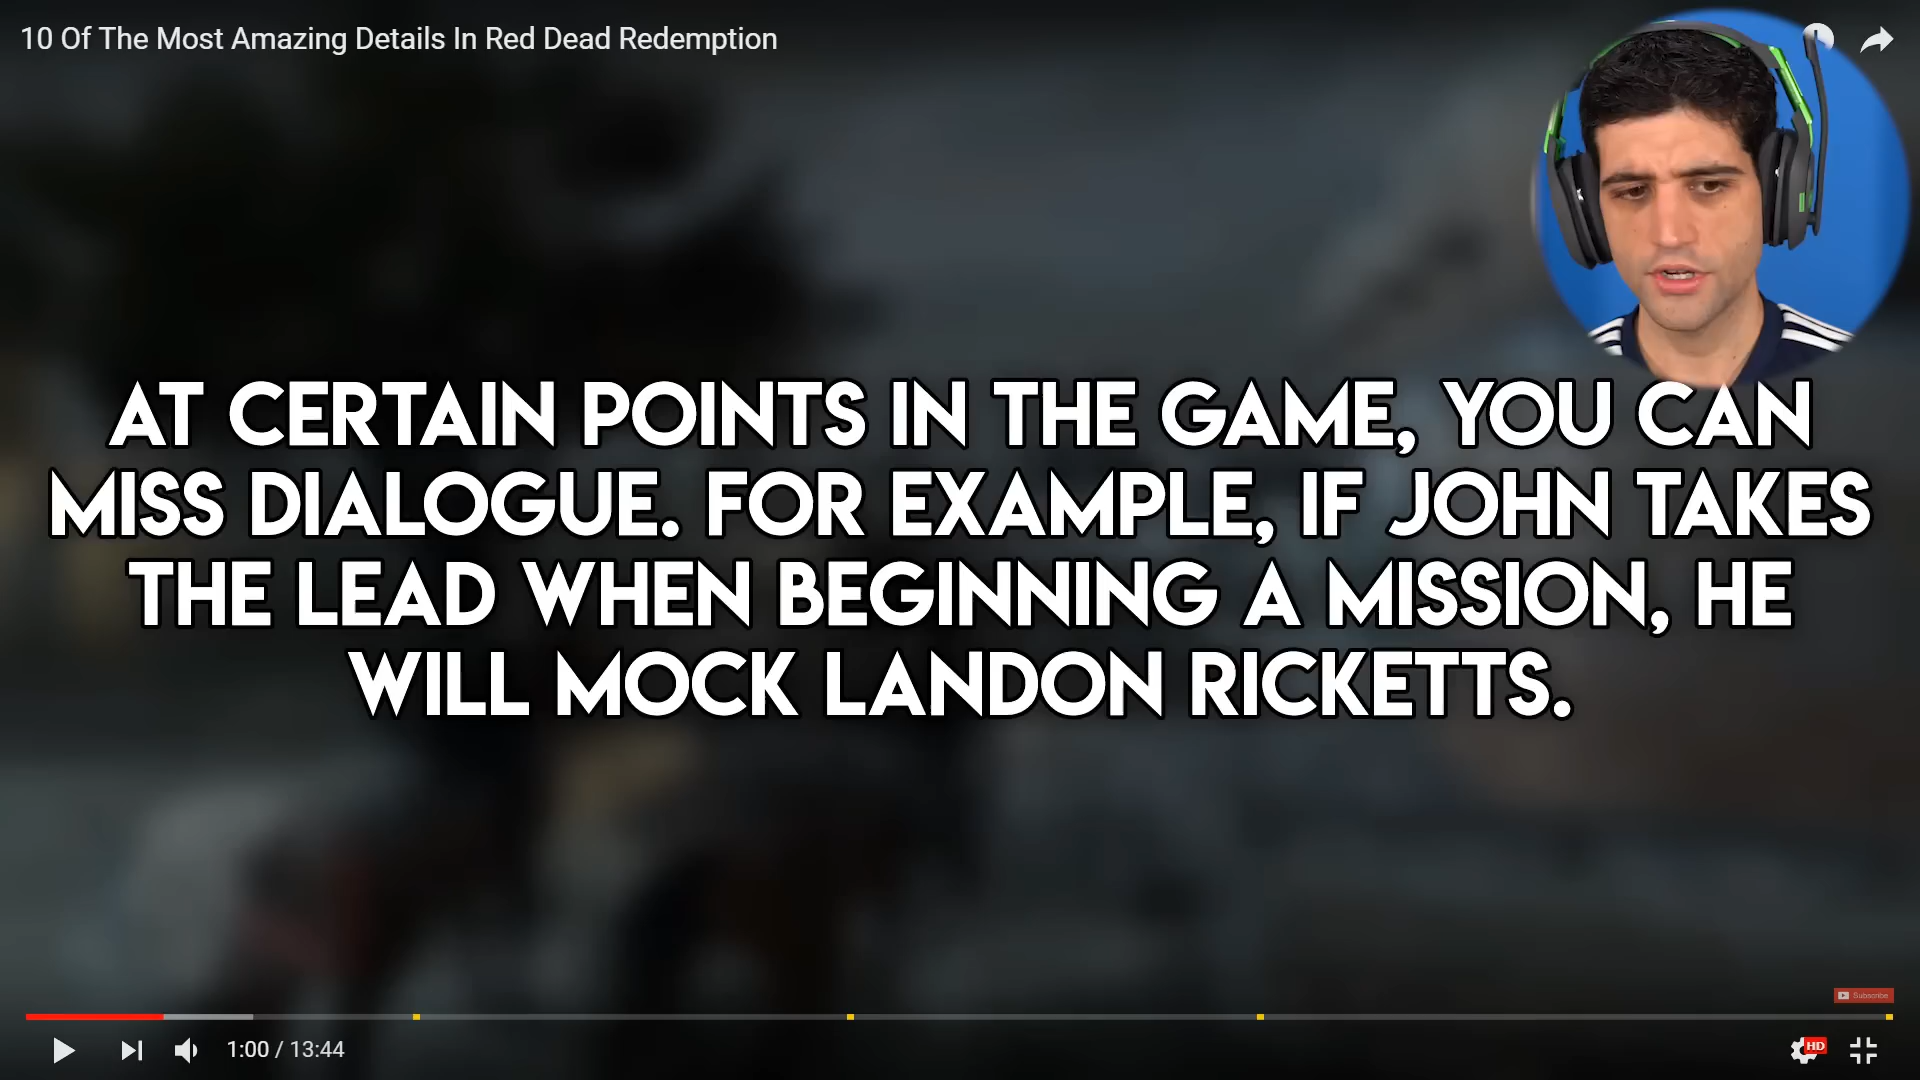 10 Of The Most Amazing Details In Red Dead Redemption
AT CERTAIN POINTS IN THE GAME, YOU CAN
MISS DIALOGUE. FOR EXAMPLE, IF JOHN TAKES
THE LEAD WHEN BEGINNING A MISSION, HE
WILL MOCK LANDON RICKETTS.
Subscribe
1:00 / 13:44
HD